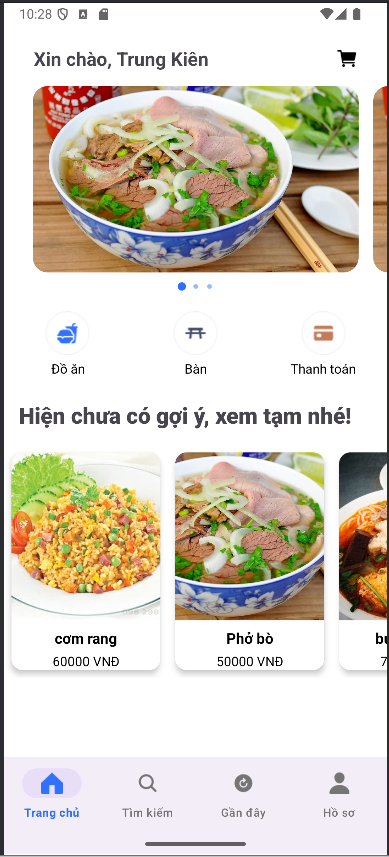 10:28
Xin chào, Trung Kiên
Đồ ăn
Bàn
Thanh toán
Hiện chưa có gợi ý, xem tạm nhé!
cơm rang
60000 VNĐ
Phở bò
50000 VNĐ
Trang chủ
Tìm kiếm
Gần đây
Hồ sơ